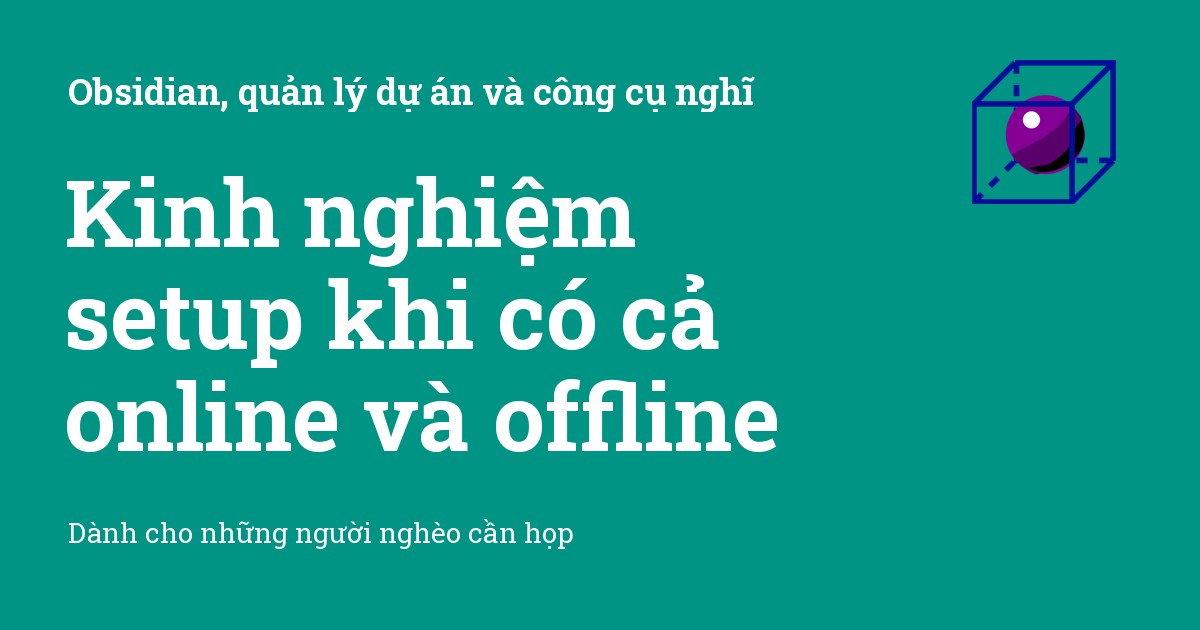 Obsidian, quản lý dự án và công cụ nghĩ
Kinh nghiệm
setup khi có cả
online và offline
Dành cho những người nghèo cần họp